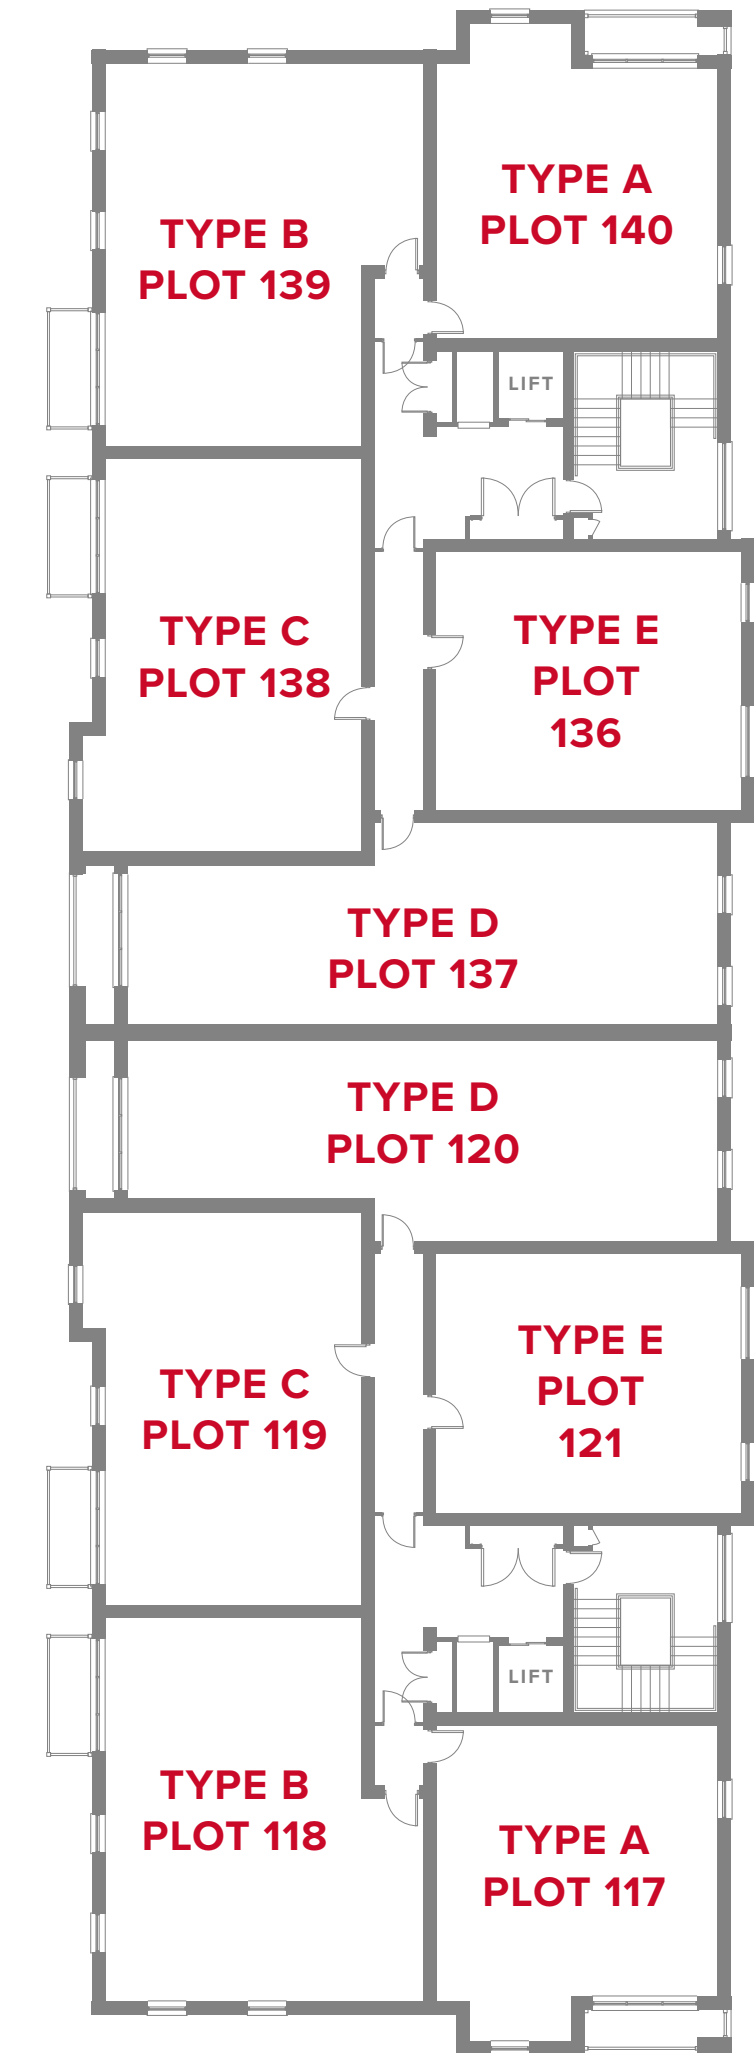 TYPE A
PLOT 140
TYPE B
PLOT 139
LIFT
TYPE C
PLOT 138
TYPE E
PLOT
136
TYPE D
PLOT 137
TYPE D
PLOT 120
TYPE E
PLOT
121
TYPE C
PLOT 119
LIFT
TYPE B
PLOT 118
TYPE A
PLOT 117